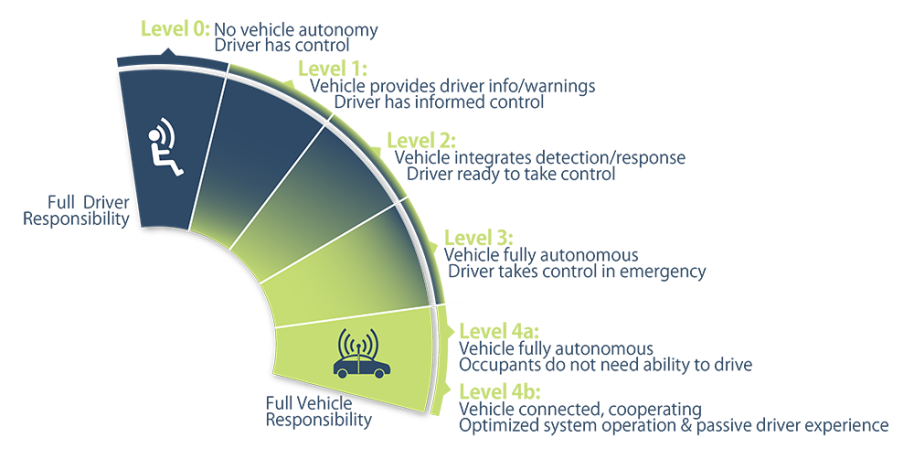 Level 0: No vehicle autonomy
Driver has control
Level 1:
Vehicle provides driver info/warnings
Driver has informed control
Level 2:
Vehicle integrates detection/response
Driver ready to take control
Full Driver
Responsibility
Level 3:
Vehicle fully autonomous
Driver takes control in emergency
Level 4a:
Vehicle fully autonomous
Occupants do not need ability to drive
Level 4b:
Vehicle connected, cooperating
Optimized system operation & passive driver experience
Full Vehicle
Responsibility